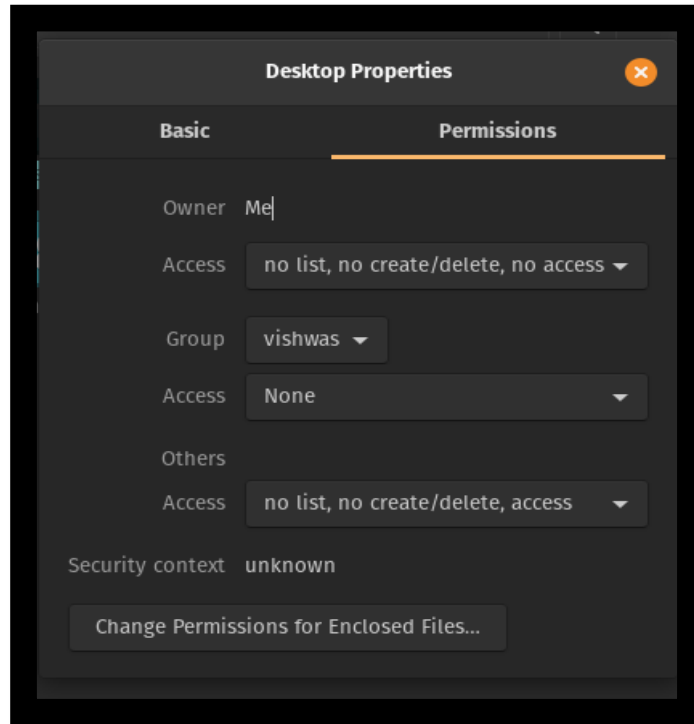 Desktop Properties
Basic Permissions
Owner Me
Access no list, no create/delete, no access
Group vishwas
Access None
Others
Access no list, no create/delete, access
Security context unknown
Change Permissions for Enclosed Files...